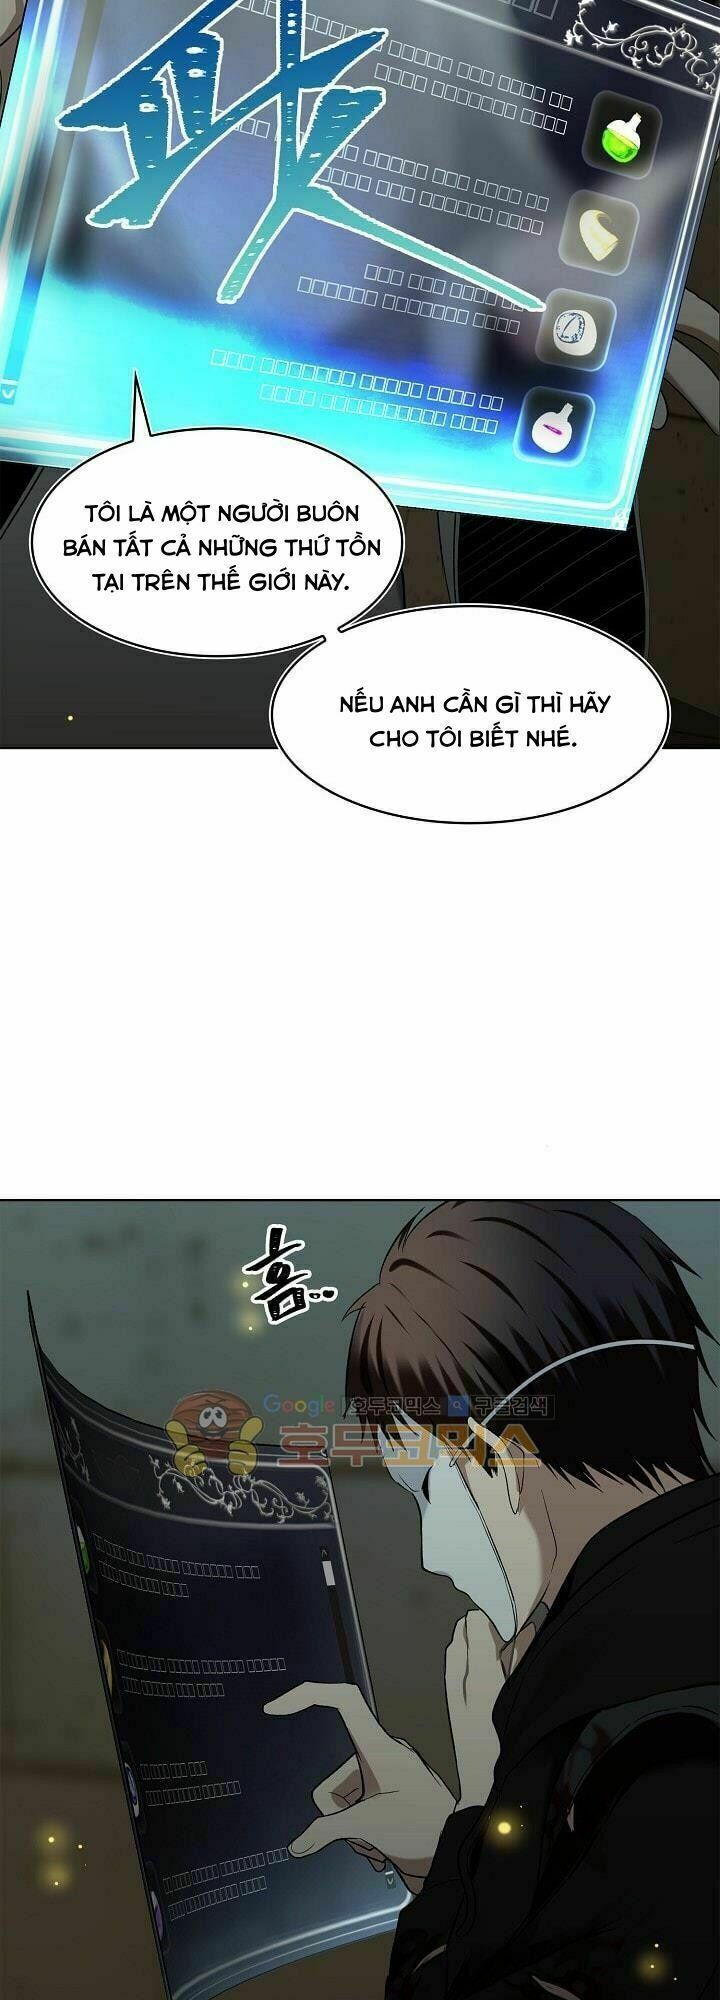 TÔI LÀ MỘT NGƯỜI BUÔN
BÁN TẤT CẢ NHỮNG THỨ TỒN
TẠI TRÊN THẾ GIỚI NÀY.
NẾU ANH CẦN GÌ THÌ HÃY
CHO TÔI BIẾT NHÉ.
흠..
Google 호두코믹스 구글검색
호두코믹스